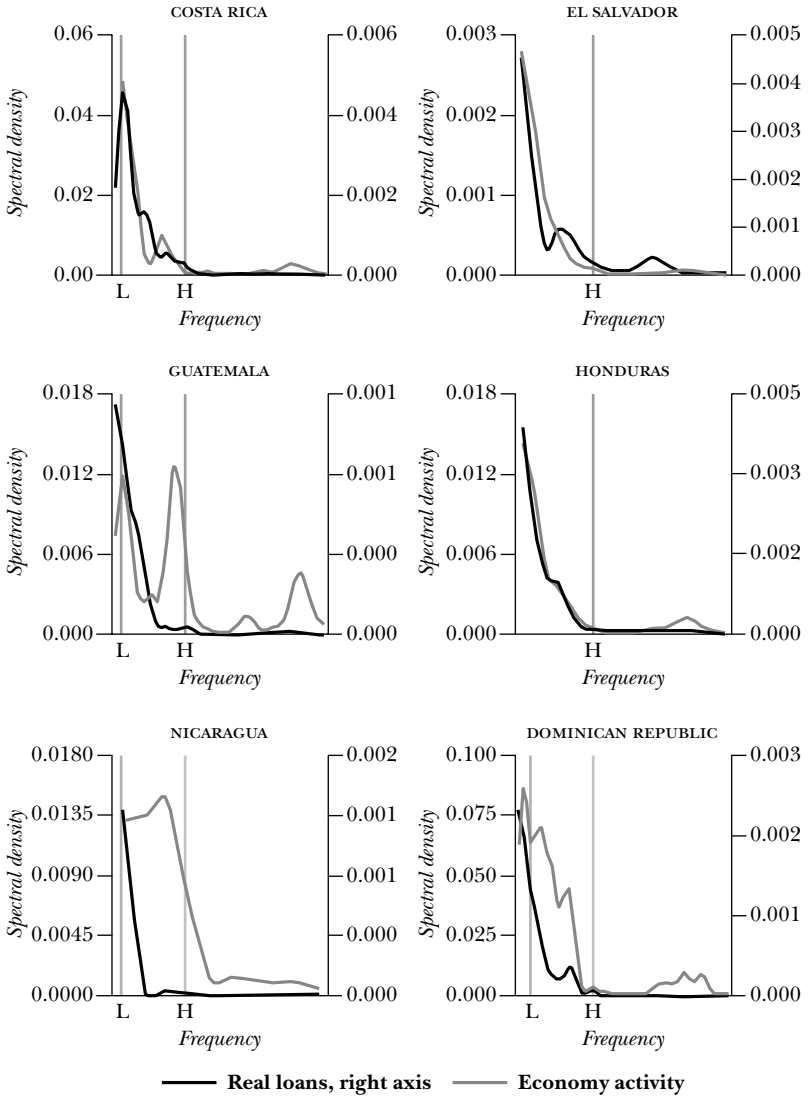 COSTA RICA
0.06
0.04
0.02
0.00
0.006
0.004
0.002
0.000
Spectral density
L H
Frequency
EL SALVADOR
0.003
0.002
0.001
0.000
0.005
0.004
0.003
0.002
0.001
0.000
Spectral density
H
Frequency
GUATEMALA
0.018
0.012
0.006
0.000
0.001
0.001
0.000
0.000
Spectral density
L H
Frequency
HONDURAS
0.018
0.012
0.006
0.000
0.005
0.003
0.002
0.000
Spectral density
H
Frequency
NICARAGUA
0.0180
0.0135
0.0090
0.0045
0.0000
0.002
0.001
0.001
0.000
0.000
Spectral density
L H
Frequency
DOMINICAN REPUBLIC
0.100
0.075
0.050
0.025
0.000
0.003
0.002
0.001
0.000
Spectral density
L H
Frequency
Real loans, right axis Economy activity